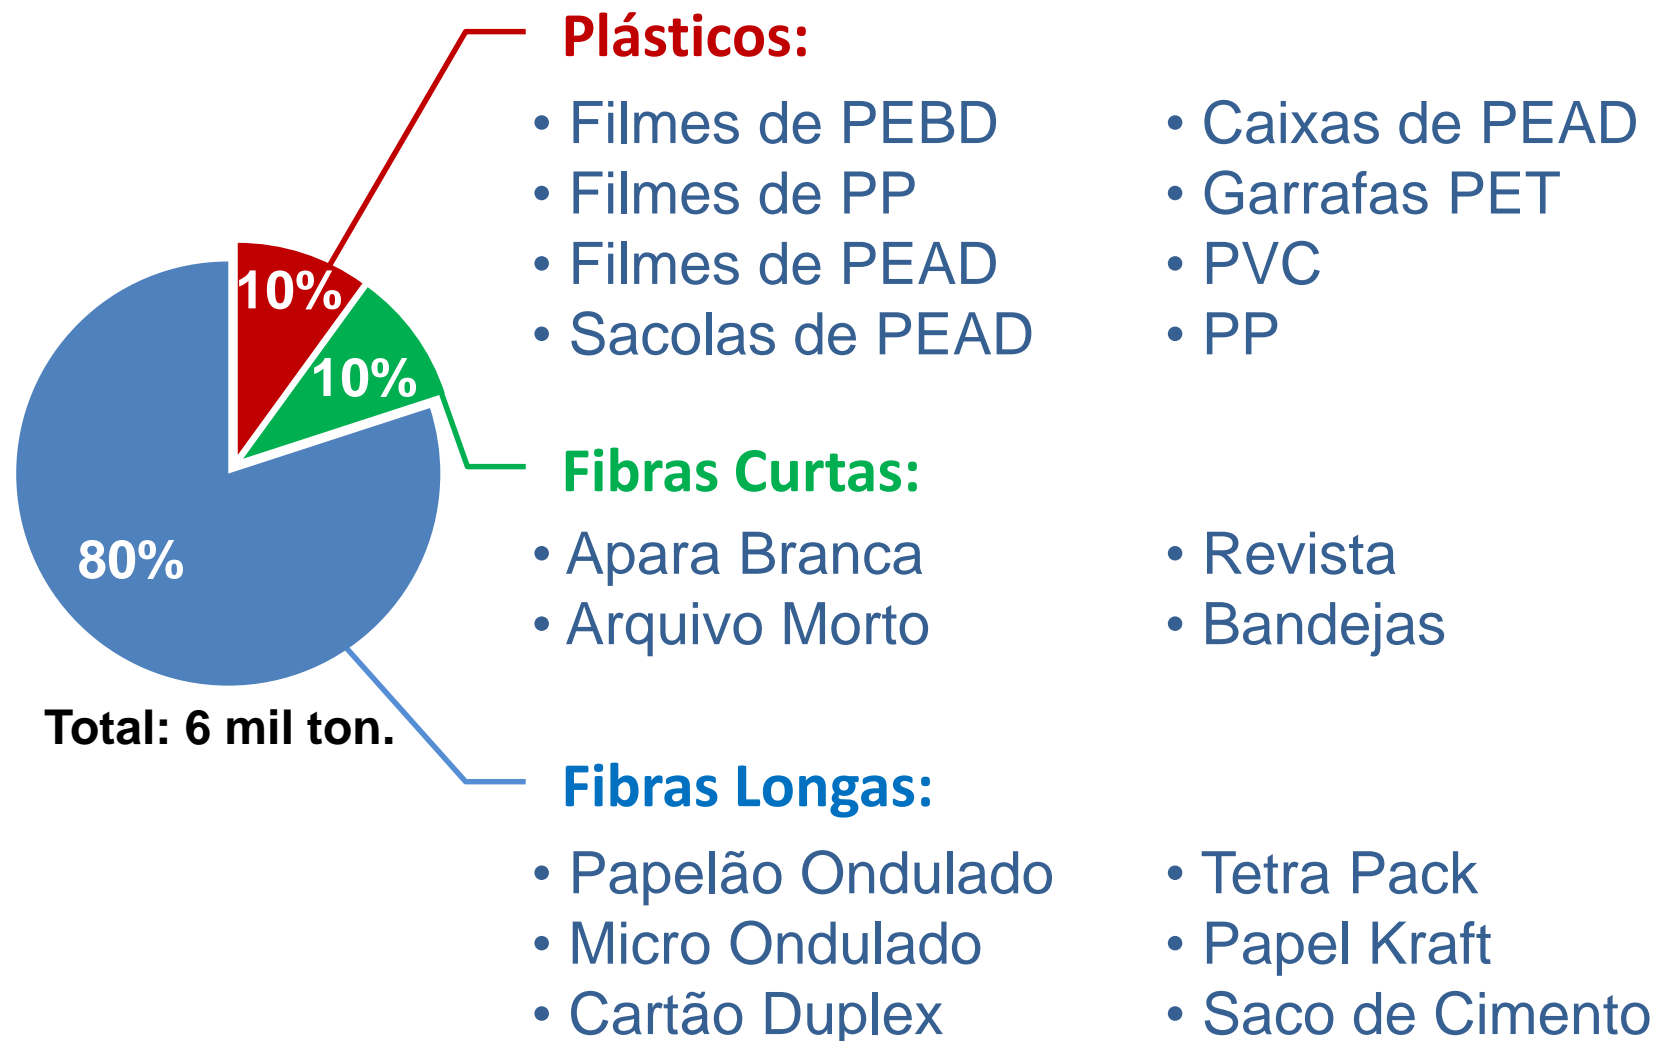 Plásticos:
• Filmes de PEBD
• Filmes de PP
• Filmes de PEAD
• Sacolas de PEAD
• Caixas de PEAD
• Garrafas PET
• PVC
• PP
10%
10%
80%
Total: 6 mil ton.
Fibras Curtas:
• Apara Branca
• Arquivo Morto
• Revista
• Bandejas
Fibras Longas:
• Papelão Ondulado
• Micro Ondulado
• Cartão Duplex
• Tetra Pack
• Papel Kraft
• Saco de Cimento